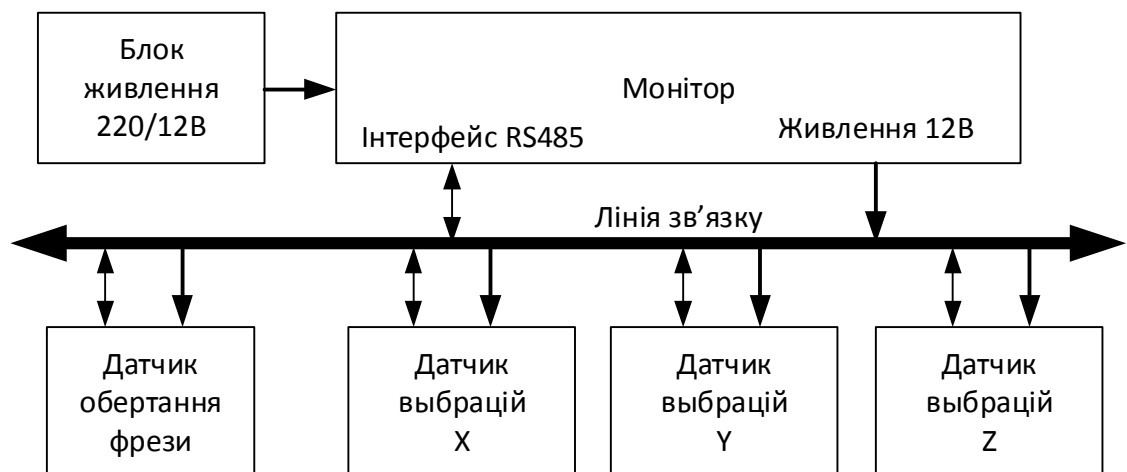 Блок
живлення
220/12В
Монітор
Інтерфейс RS485
Живлення 12В
Лінія зв’язку
Датчик
обертання
фрези
Датчик
выбрацій
X
Датчик
выбрацій
Y
Датчик
выбрацій
Z